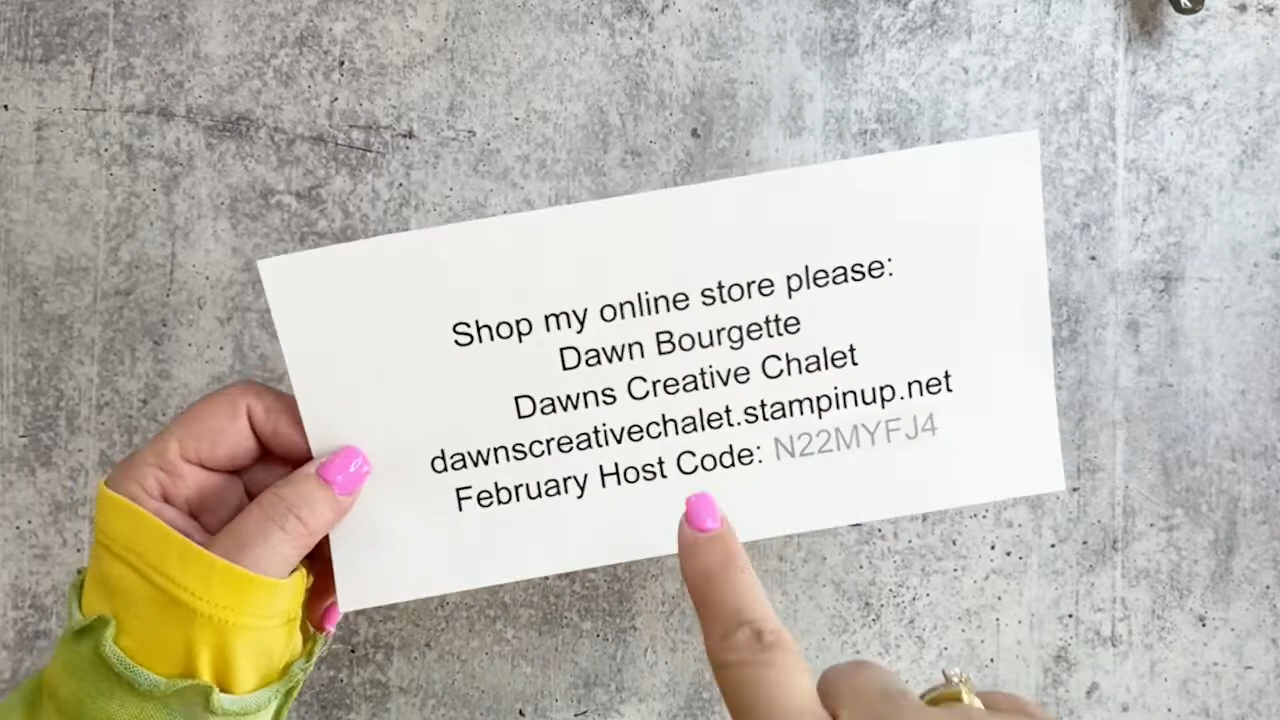 Shop my online store please:
Dawn Bourgette
Dawns Creative Chalet
dawnscreativechalet.stampinup.net
February Host Code: N22MYFJ4